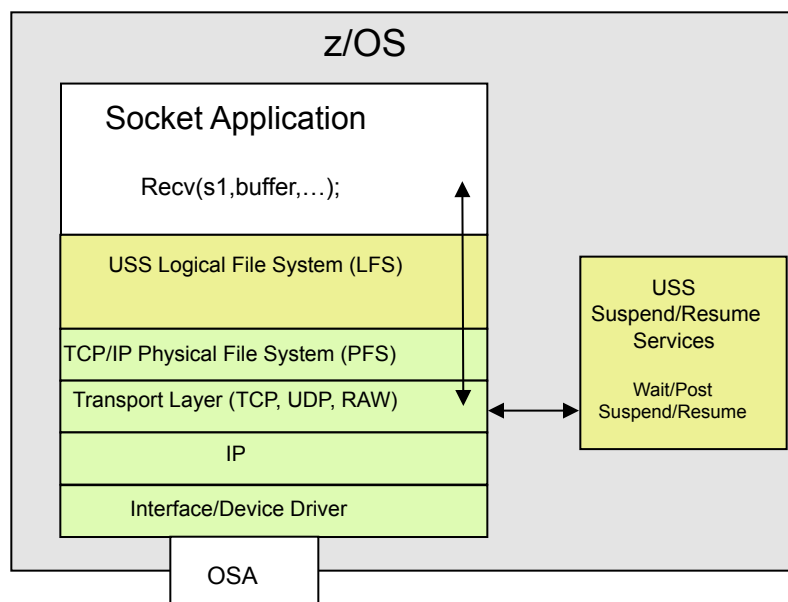 z/OS
Socket Application
Recv(s1,buffer,…);
USS Logical File System (LFS)
TCP/IP Physical File System (PFS)
Transport Layer (TCP, UDP, RAW)
IP
Interface/Device Driver
OSA
USS
Suspend/Resume
Services
Wait/Post
Suspend/Resume